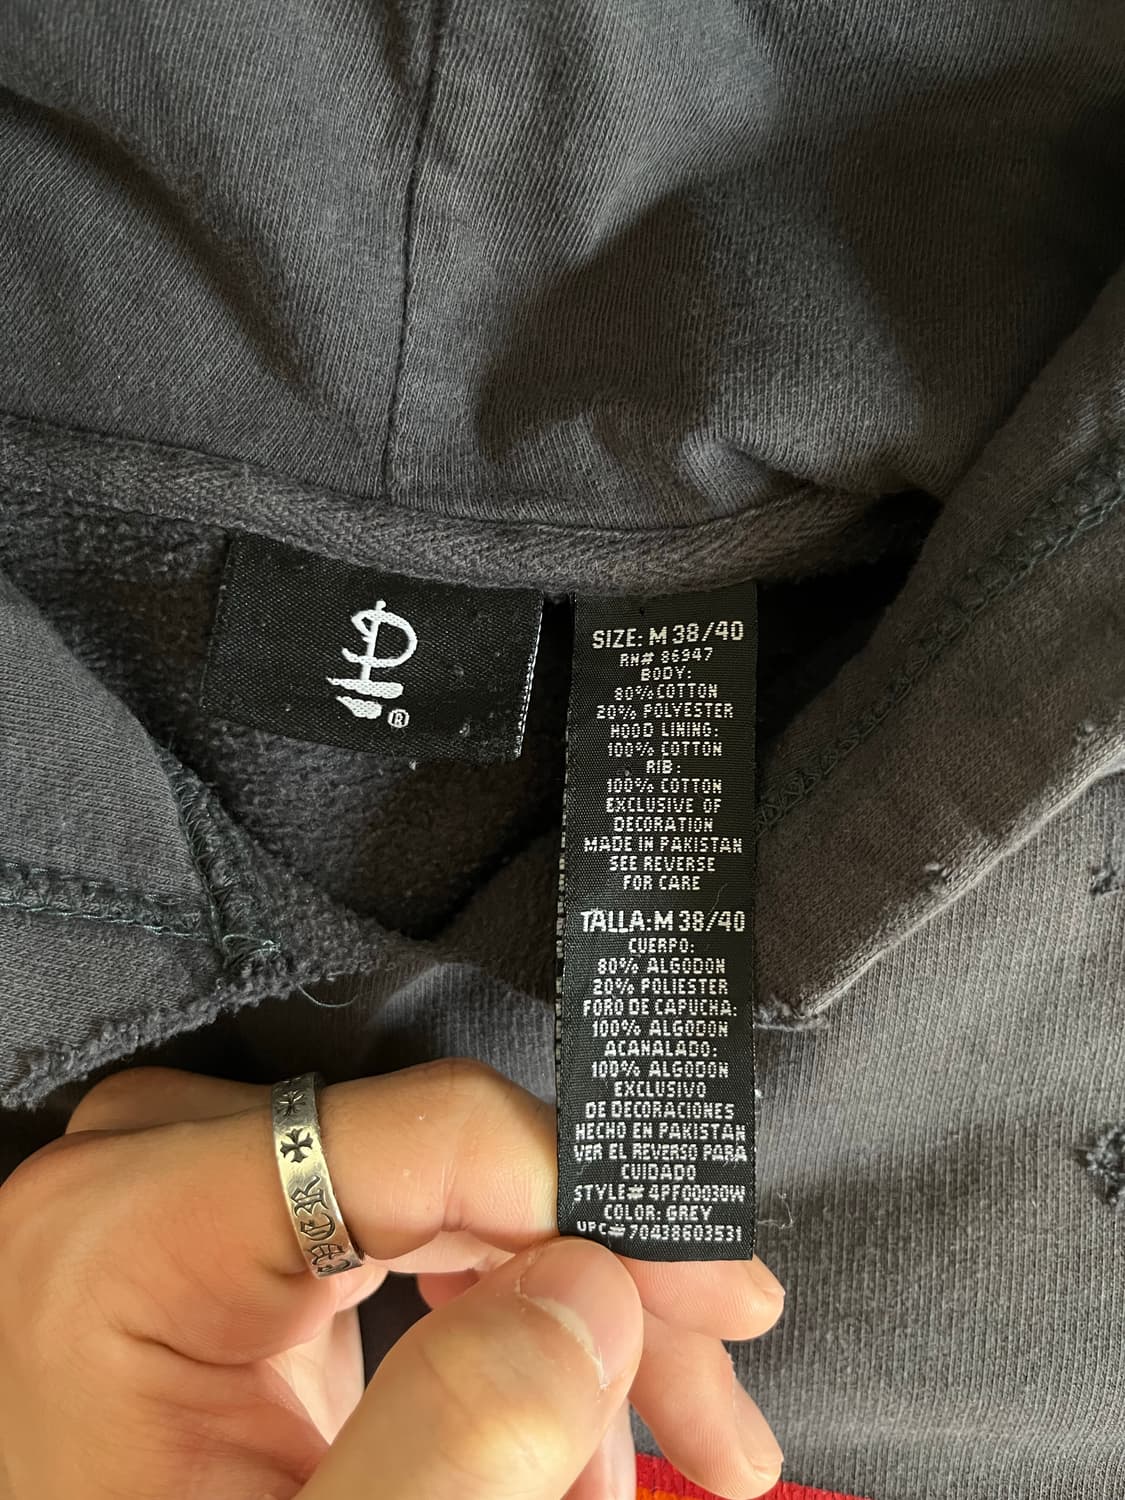 ®
SIZE: M 38/40
RN# 86947
BODY:
80% COTTON
20% POLYESTER
HOOD LINING:
100% COTTON
RIB:
100% COTTON
EXCLUSIVE OF
DECORATION
MADE IN PAKISTAN
SEE REVERSE
FOR CARE
TALLA: M 38/40
CUERPO:
80% ALGODON
20% POLIESTER
FORO DE CAPUCHA:
100% ALGODON
ACANALADO:
100% ALGODON
EXCLUSIVO
DE DECORACIONES
HECHO EN PAKISTAN
VER EL REVERSO PARA
CUIDADO
STYLE# 4PF00030W
COLOR: GREY
UPC# 70438603531